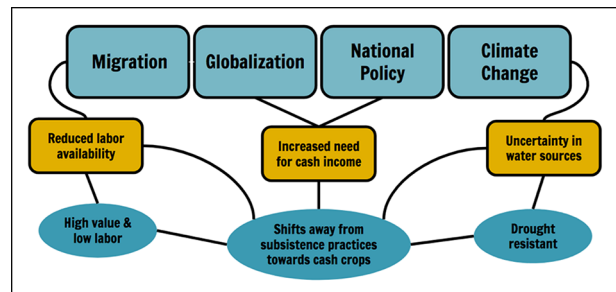 Migration
Globalization
National
Policy
Climate
Change
Reduced labor
availability
Increased need
for cash income
Uncertainty in
water sources
High value &
low labor
Shifts away from
subsistence practices
towards cash crops
Drought
resistant